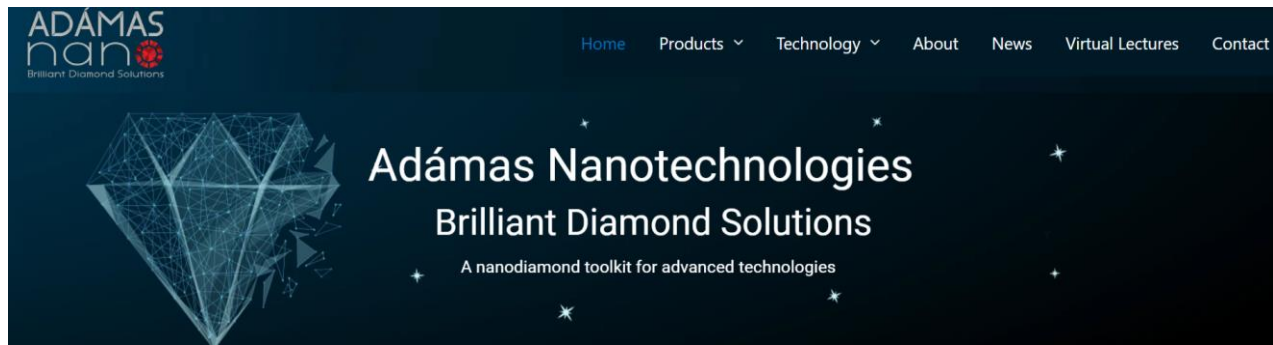 ADÁMAS
nano
Brilliant Diamond Solutions
Home Products Technology About News Virtual Lectures Contact
Adámas Nanotechnologies
Brilliant Diamond Solutions
A nanodiamond toolkit for advanced technologies